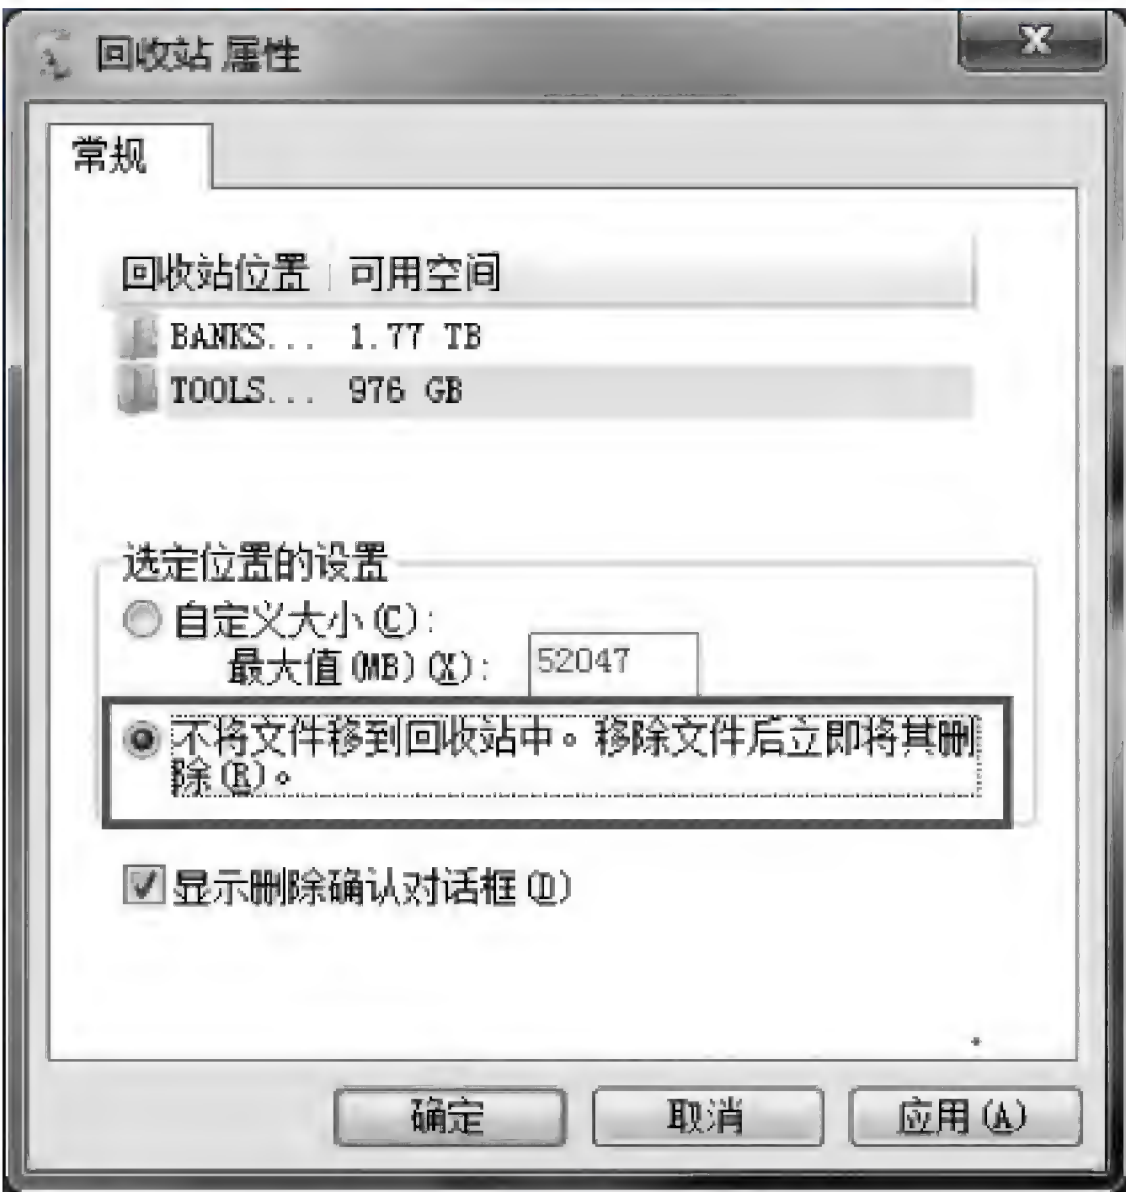 回收站 属性
常规
回收站位置 可用空间
BANKS... 1.77 TB
TOOLS... 976 GB
选定位置的设置
自定义大小(C):
最大值(MB)(X): 52047
不将文件移到回收站中。移除文件后立即将其删
除(R)。
显示删除确认对话框(D)
确定 取消 应用(A)